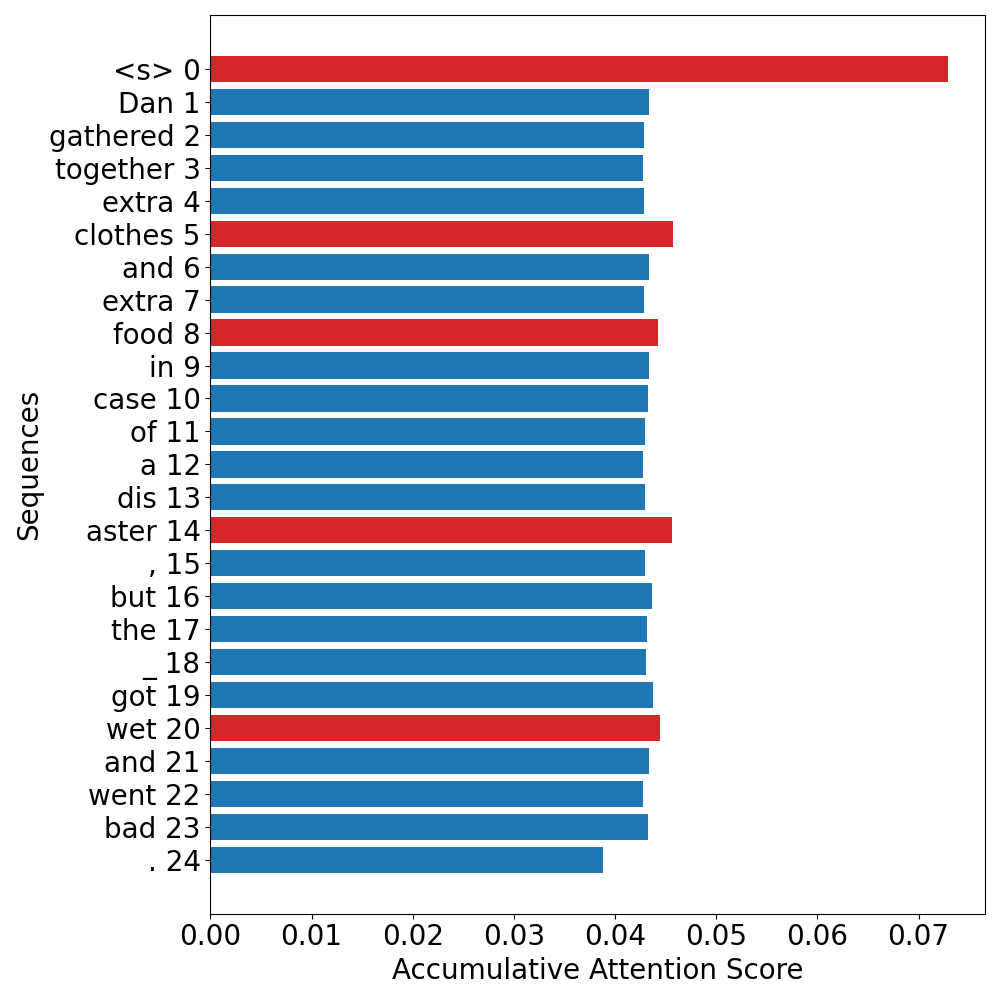 <s> 0
Dan 1
gathered 2
together 3
extra 4
clothes 5
and 6
extra 7
food 8
in 9
case 10
of 11
a 12
dis 13
aster 14
, 15
but 16
the 17
_ 18
got 19
wet 20
and 21
went 22
bad 23
. 24
Sequences
0.00 0.01 0.02 0.03 0.04 0.05 0.06 0.07
Accumulative Attention Score